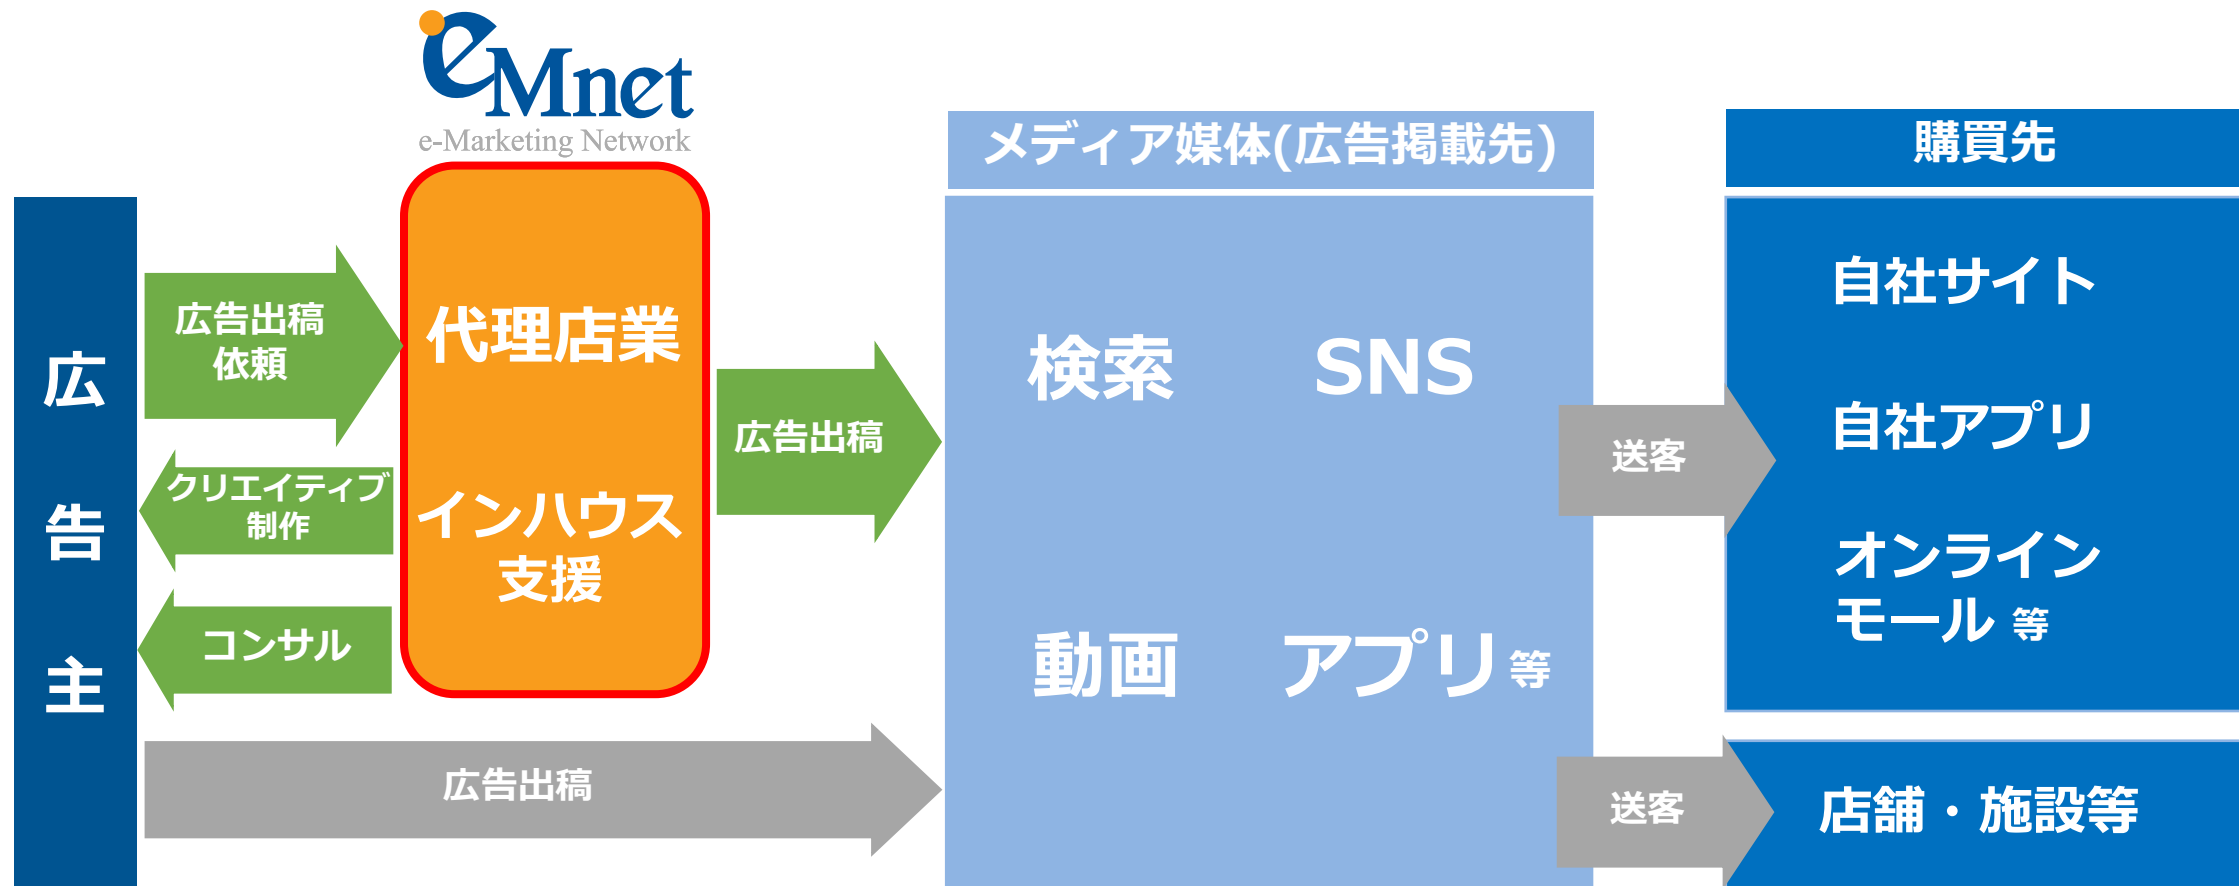 eMnet
e-Marketing Network
広告主
広告出稿
依頼
クリエイティブ
制作
コンサル
代理店業
インハウス
支援
広告出稿
広告出稿
メディア媒体(広告掲載先)
検索 SNS
動画 アプリ 等
送客
送客
購買先
自社サイト
自社アプリ
オンライン
モール 等
店舗・施設等